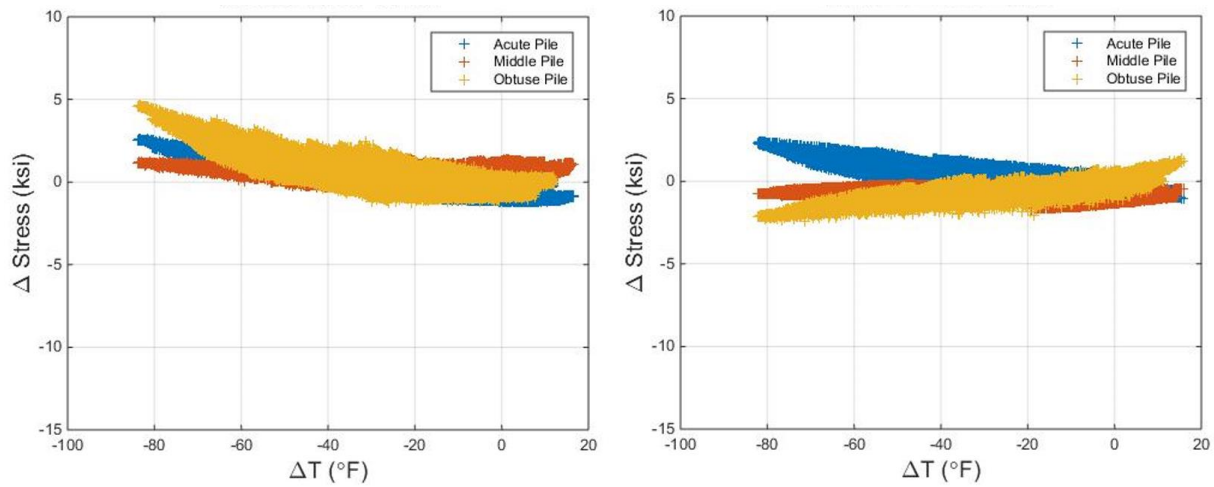 10
5
0
-5
-10
-15
Δ Stress (ksi)
-100
-80
-60
-40
-20
0
20
ΔT (°F)
Acute Pile
Middle Pile
Obtuse Pile
10
5
0
-5
-10
-15
Δ Stress (ksi)
-100
-80
-60
-40
-20
0
20
ΔT (°F)
Acute Pile
Middle Pile
Obtuse Pile